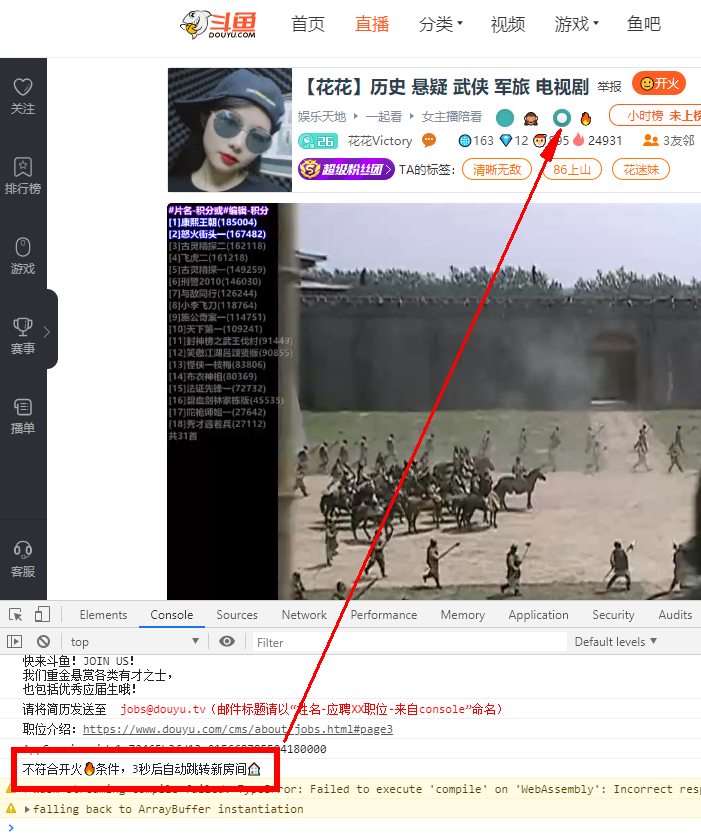 斗鱼
DOUYU.COM
首页 直播 分类 视频 游戏 鱼吧
关注
排行榜
游戏
赛事
播单
客服
【花花】历史 悬疑 武侠 军旅 电视剧 举报 开火
娱乐天地 一起看 女主播陪看 小时榜 未上榜
26 花花Victory 163 12 24931 3友邻
超级粉丝团 TA的标签： 清晰无敌 86上山 花迷妹
#片名-积分或#编辑-积分
[1]康熙王朝(185004)
[2]怒火街头一(167482)
[3]古灵精探二(162118)
[4]飞虎二(161218)
[5]古灵精探一(149259)
[6]刑警2010(146030)
[7]与敌同行(126244)
[8]小李飞刀(118764)
[9]施公奇案一(114751)
[10]天下第一(109241)
[11]封神榜之武王伐纣(91443)
[12]笑傲江湖吕颂贤版(90855)
[13]怪侠一枝梅(83806)
[14]布衣神相(80369)
[15]法证先锋一(72732)
[16]碧血剑林家栋版(45535)
[17]陀枪师姐一(27642)
[18]秀才遇着兵(27112)
共31首
Elements Console Sources Network Performance Memory Application Security Audits
top Filter Default levels
快来斗鱼! JOIN US!
我们重金悬赏各类有才之士，
也包括优秀应届生哦!
请将简历发送至 jobs@douyu.tv（邮件标题请以“姓名-应聘XX职位-来自console”命名）
职位介绍: https://www.douyu.com/cms/about/jobs.html#page3
不符合开火🔥条件，3秒后自动跳转新房间🏠
TypeError: Failed to execute 'compile' on 'WebAssembly': Incorrect resp
falling back to ArrayBuffer instantiation